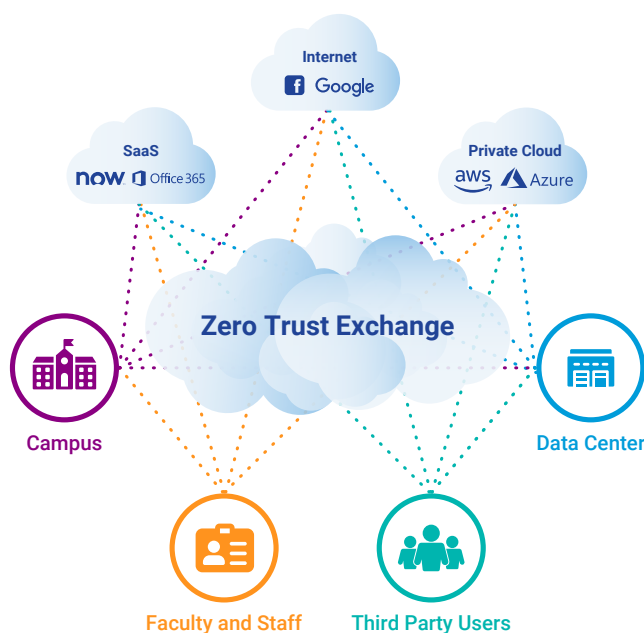 Internet
f Google
SaaS
now Office 365
Private Cloud
aws Azure
Zero Trust Exchange
Campus
Data Center
Faculty and Staff
Third Party Users